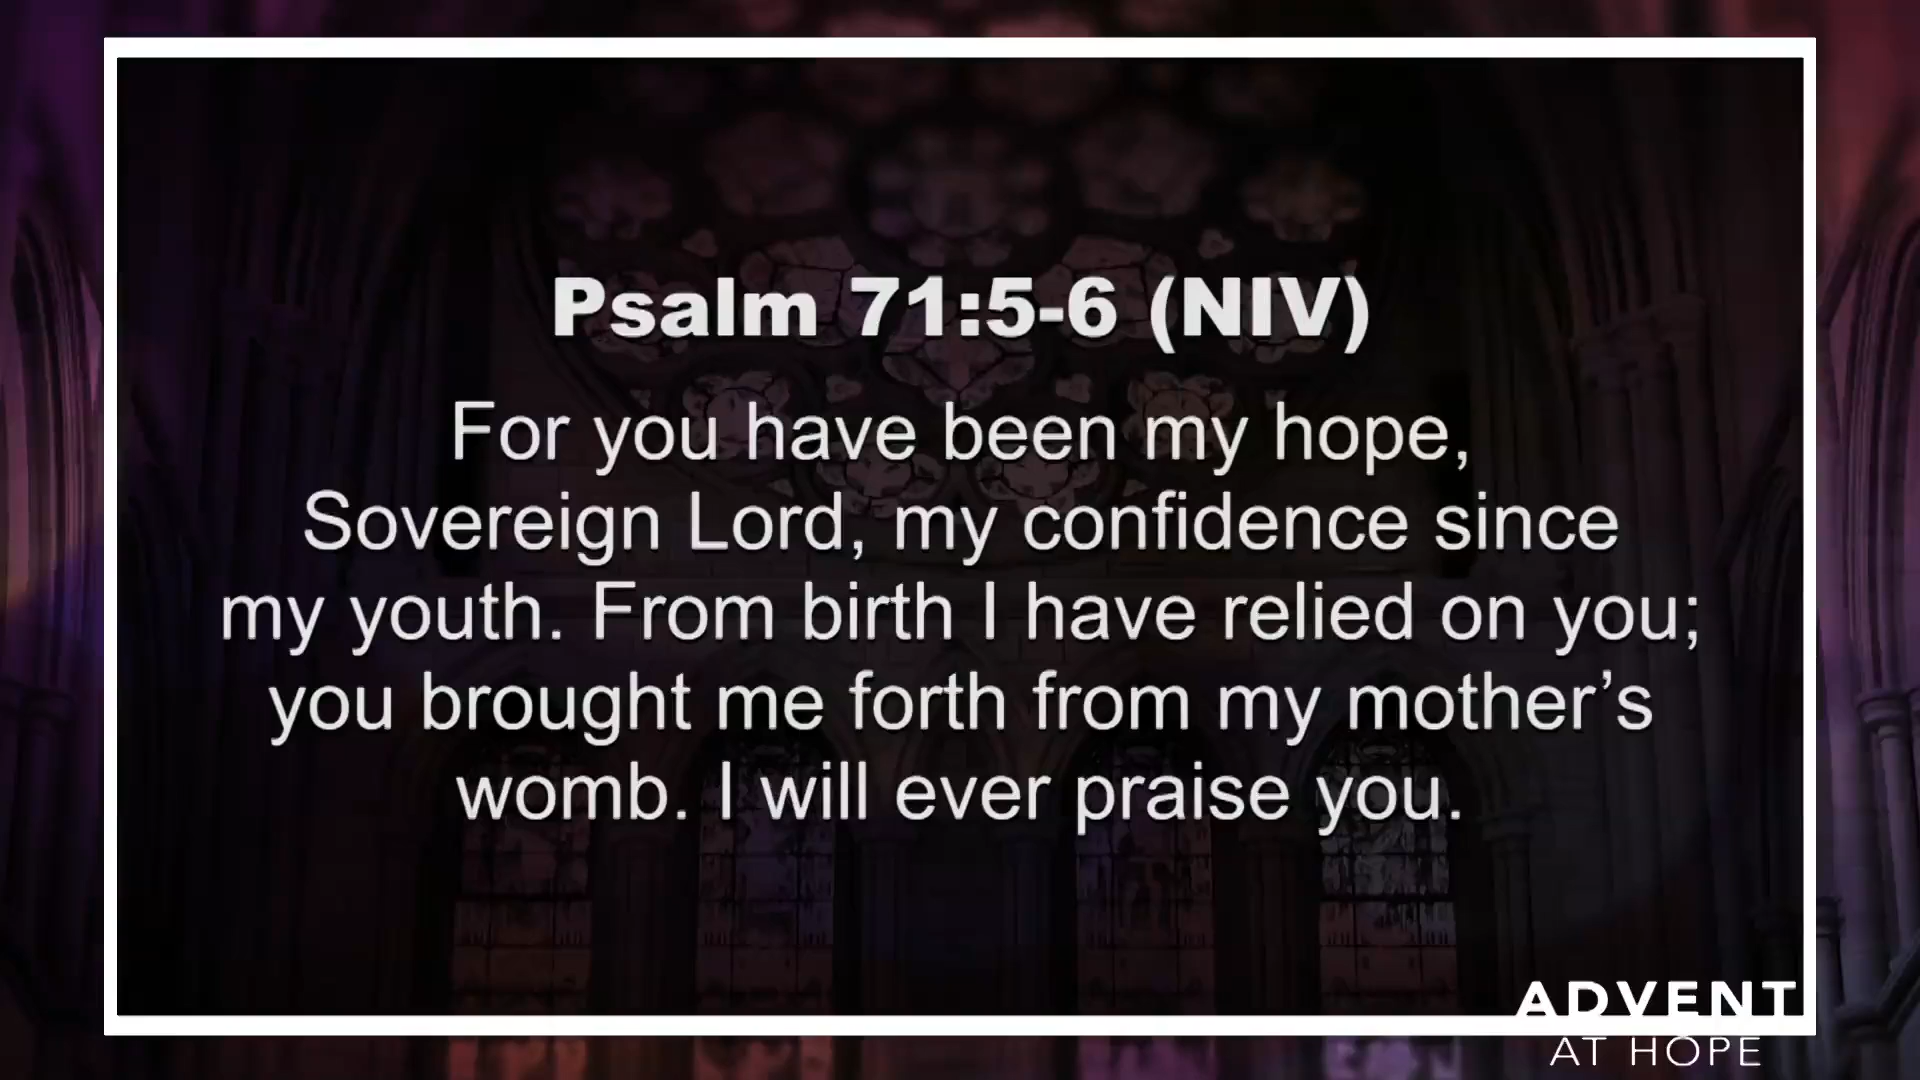 Psalm 71:5-6 (NIV)
For you have been my hope,
Sovereign Lord, my confidence since
my youth. From birth I have relied on you;
you brought me forth from my mother’s
womb. I will ever praise you.
ADVENT
AT HOPE